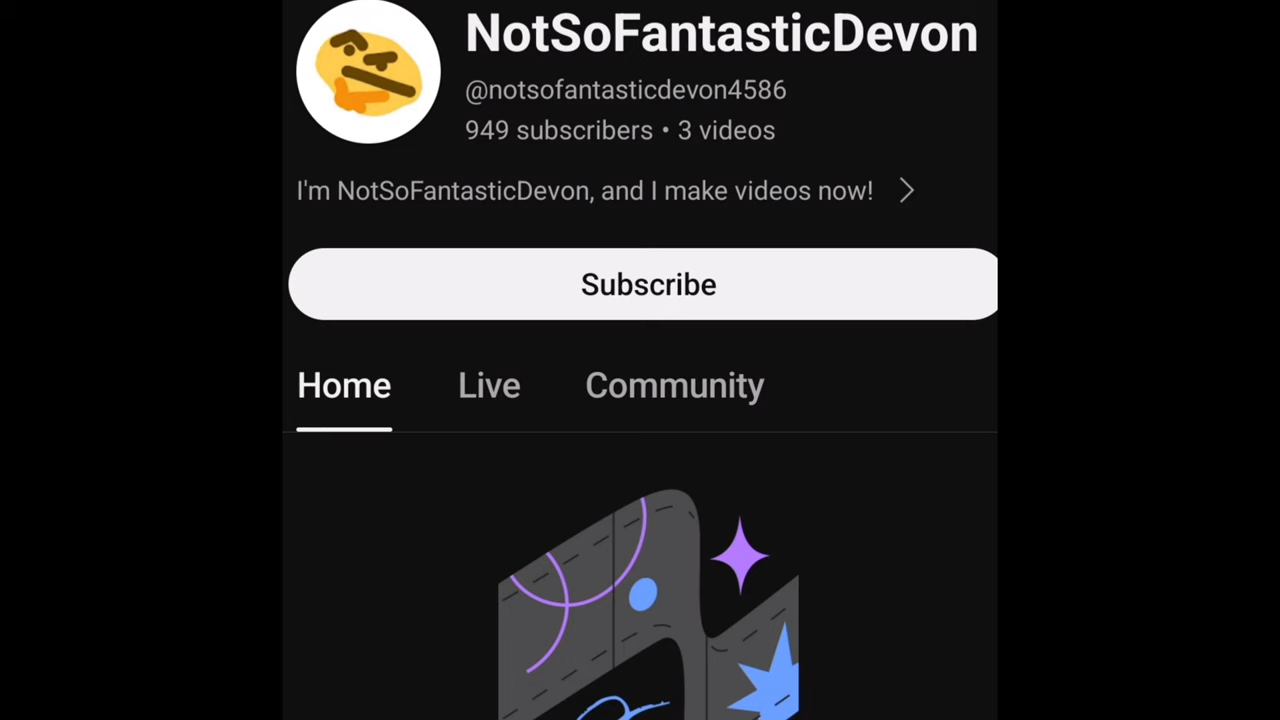 NotSoFantasticDevon
@notsofantasticdevon4586
949 subscribers • 3 videos
I'm NotSoFantasticDevon, and I make videos now!
Subscribe
Home Live Community